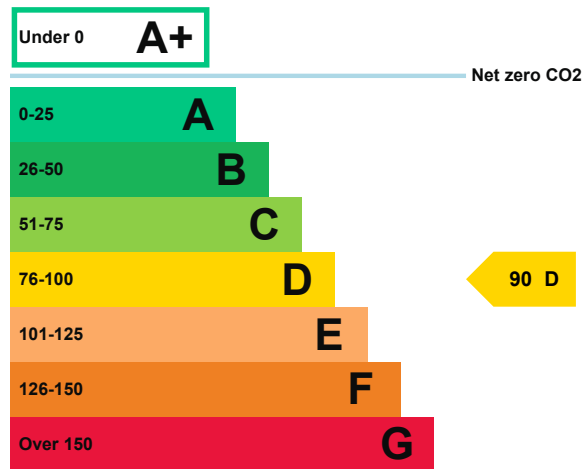 Under 0 A+
Net zero CO2
0-25 A
26-50 B
51-75 C
76-100 D
90 D
101-125 E
126-150 F
Over 150 G